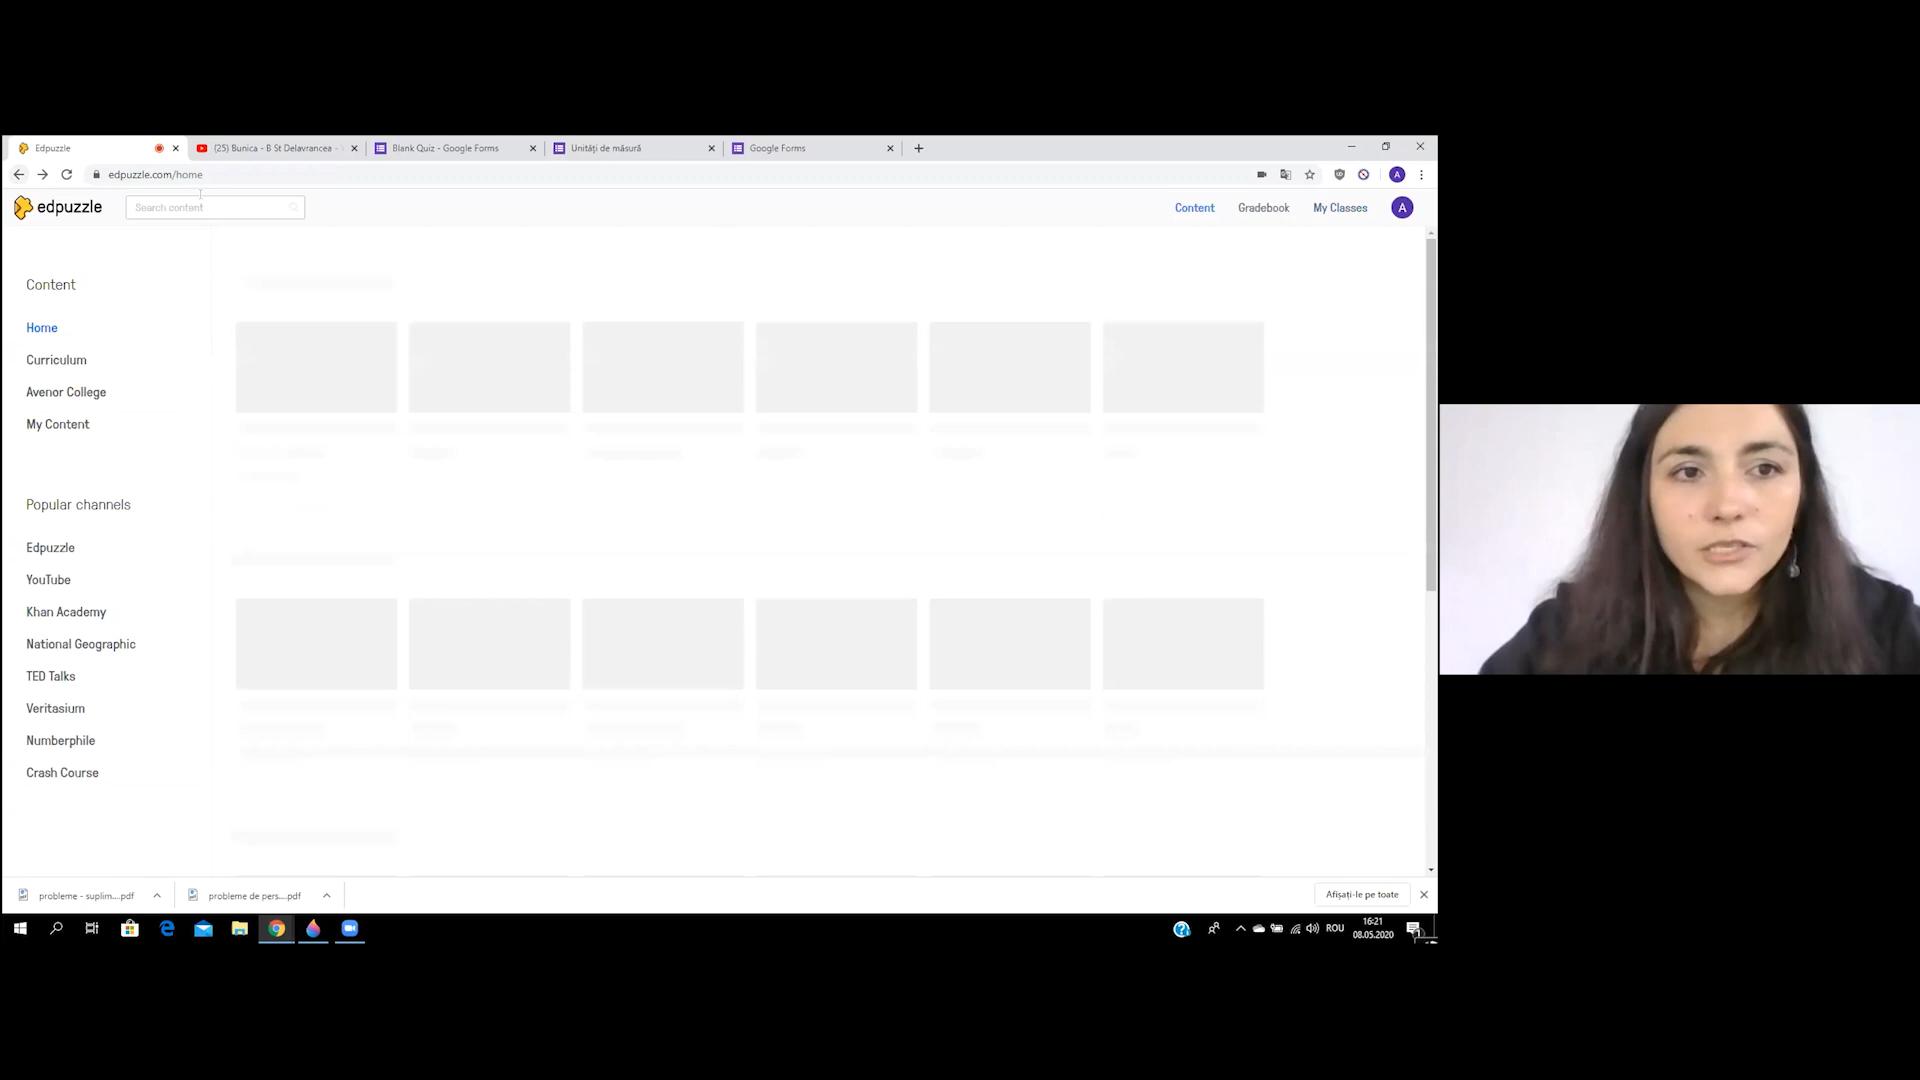 Edpuzzle
(25) Bunica - B St Delavrancea -
Blank Quiz - Google Forms
Unități de măsură
Google Forms
edpuzzle.com/home
A
edpuzzle
Search content
Content
Gradebook
My Classes
A
Content
Home
Curriculum
Avenor College
My Content
Popular channels
Edpuzzle
YouTube
Khan Academy
National Geographic
TED Talks
Veritasium
Numberphile
Crash Course
probleme - suplim....pdf
probleme de pers....pdf
Afișați-le pe toate
ROU
16:21
08.05.2020